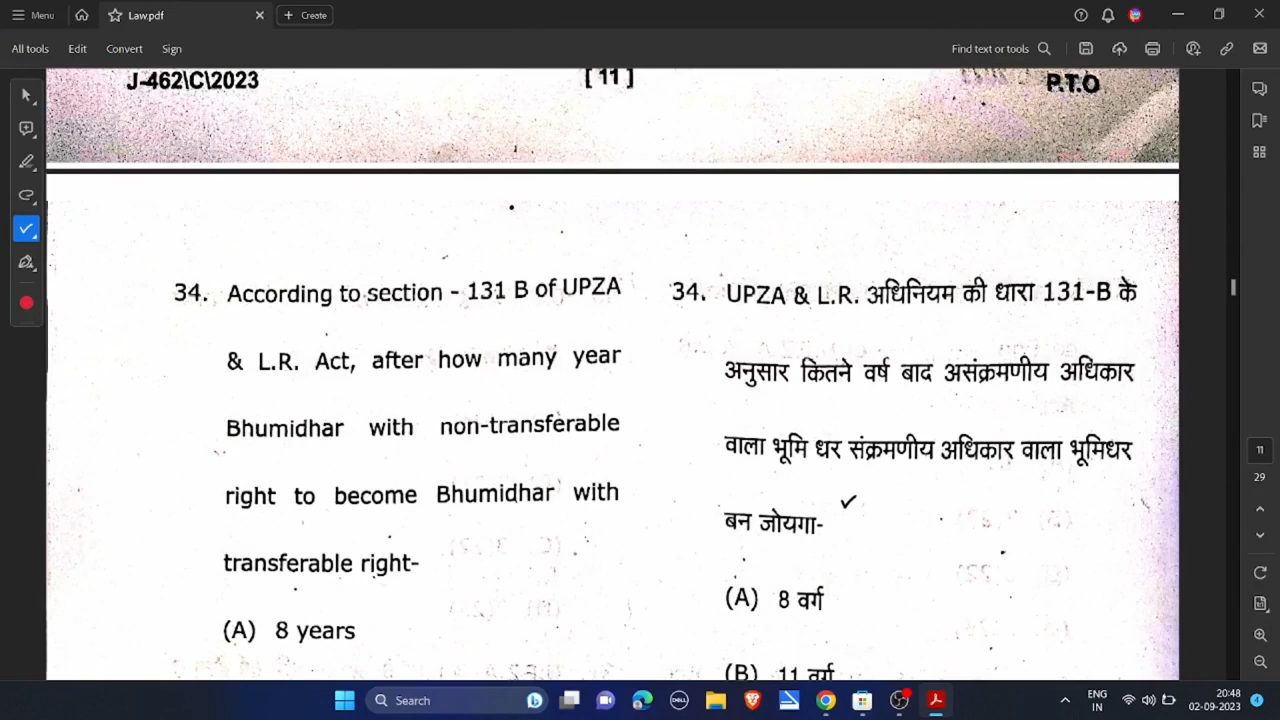 Menu
Law.pdf
Create
All tools
Edit
Convert
Sign
Find text or tools
J-462\C\2023
[ 11 ]
P.T.O
34. According to section - 131 B of UPZA
& L.R. Act, after how many year
Bhumidhar with non-transferable
right to become Bhumidhar with
transferable right-
(A) 8 years
34. UPZA & L.R. अधिनियम की धारा 131-B के
अनुसार कितने वर्ष बाद असंक्रमणीय अधिकार
वाला भूमि धर संक्रमणीय अधिकार वाला भूमिधर
बन जोयगा-
(A) 8 वर्ग
(B) 11 वर्ग
11
29
Search
DELL
ENG
IN
20:48
02-09-2023
4